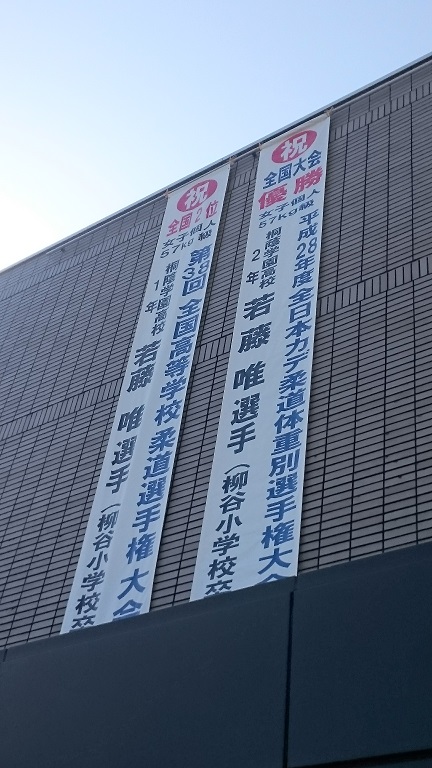 祝
全国大会
優勝
女子個人
57kg級
平成28年度全日本カデ柔道体重別選手権大会
桐蔭学園高校
2年
若藤 唯選手（柳谷小学校卒
祝
全国2位
女子個人
57kg級
第38回 全国高等学校柔道選手権大会
桐蔭学園高校
1年
若藤 唯選手（柳谷小学校卒